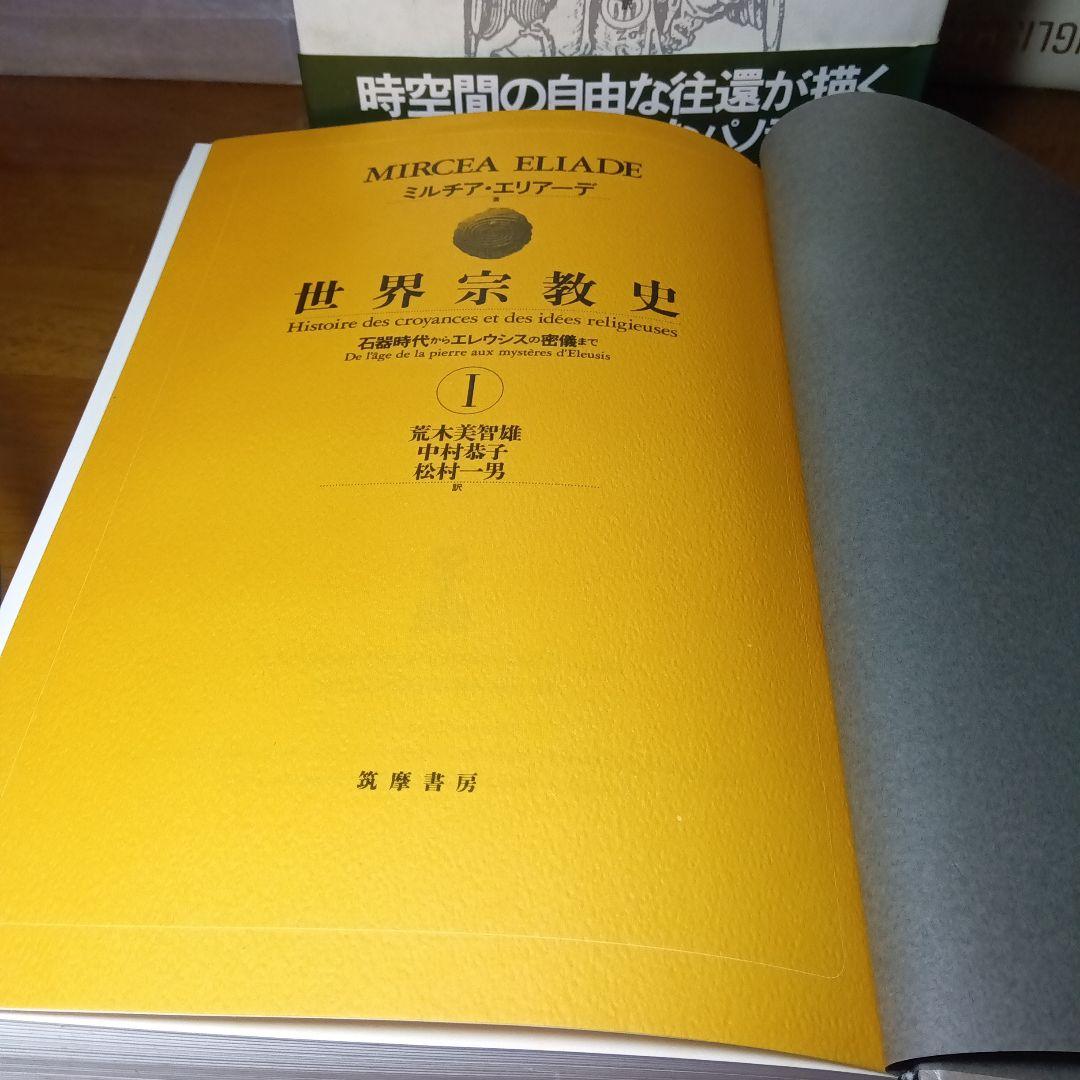 時空間の自由な往還が描く
パノ
MIRCEA ELIADE
ミルチア・エリアーデ
著
世界宗教史
Histoire des croyances et des idées religieuses
石器時代からエレウシスの密儀まで
De l'âge de la pierre aux mystères d'Eleusis
I
荒木美智雄
中村恭子
松村一男
訳
筑摩書房